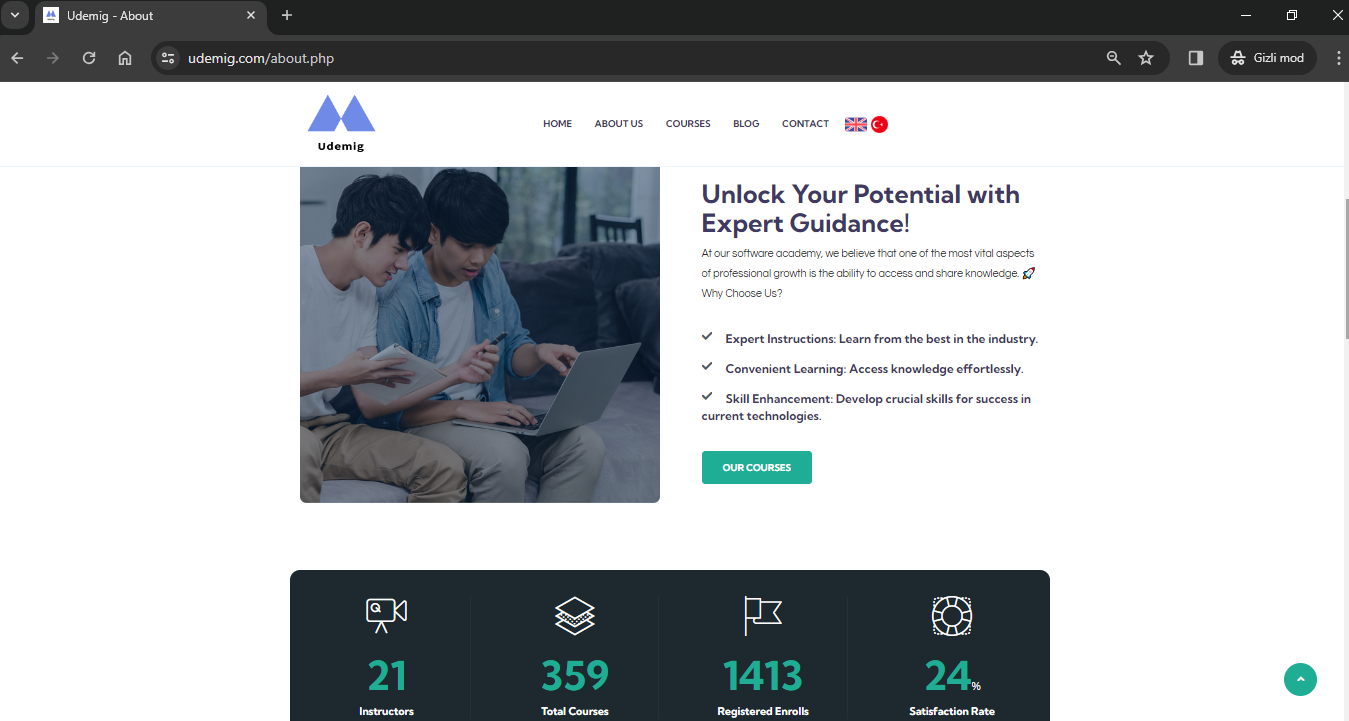 Udemig - About
udemig.com/about.php
Gizli mod
Udemig
HOME
ABOUT US
COURSES
BLOG
CONTACT
Unlock Your Potential with
Expert Guidance!
At our software academy, we believe that one of the most vital aspects
of professional growth is the ability to access and share knowledge. 🚀
Why Choose Us?
Expert Instructions: Learn from the best in the industry.
Convenient Learning: Access knowledge effortlessly.
Skill Enhancement: Develop crucial skills for success in
current technologies.
OUR COURSES
21
Instructors
359
Total Courses
1413
Registered Enrolls
24%
Satisfaction Rate